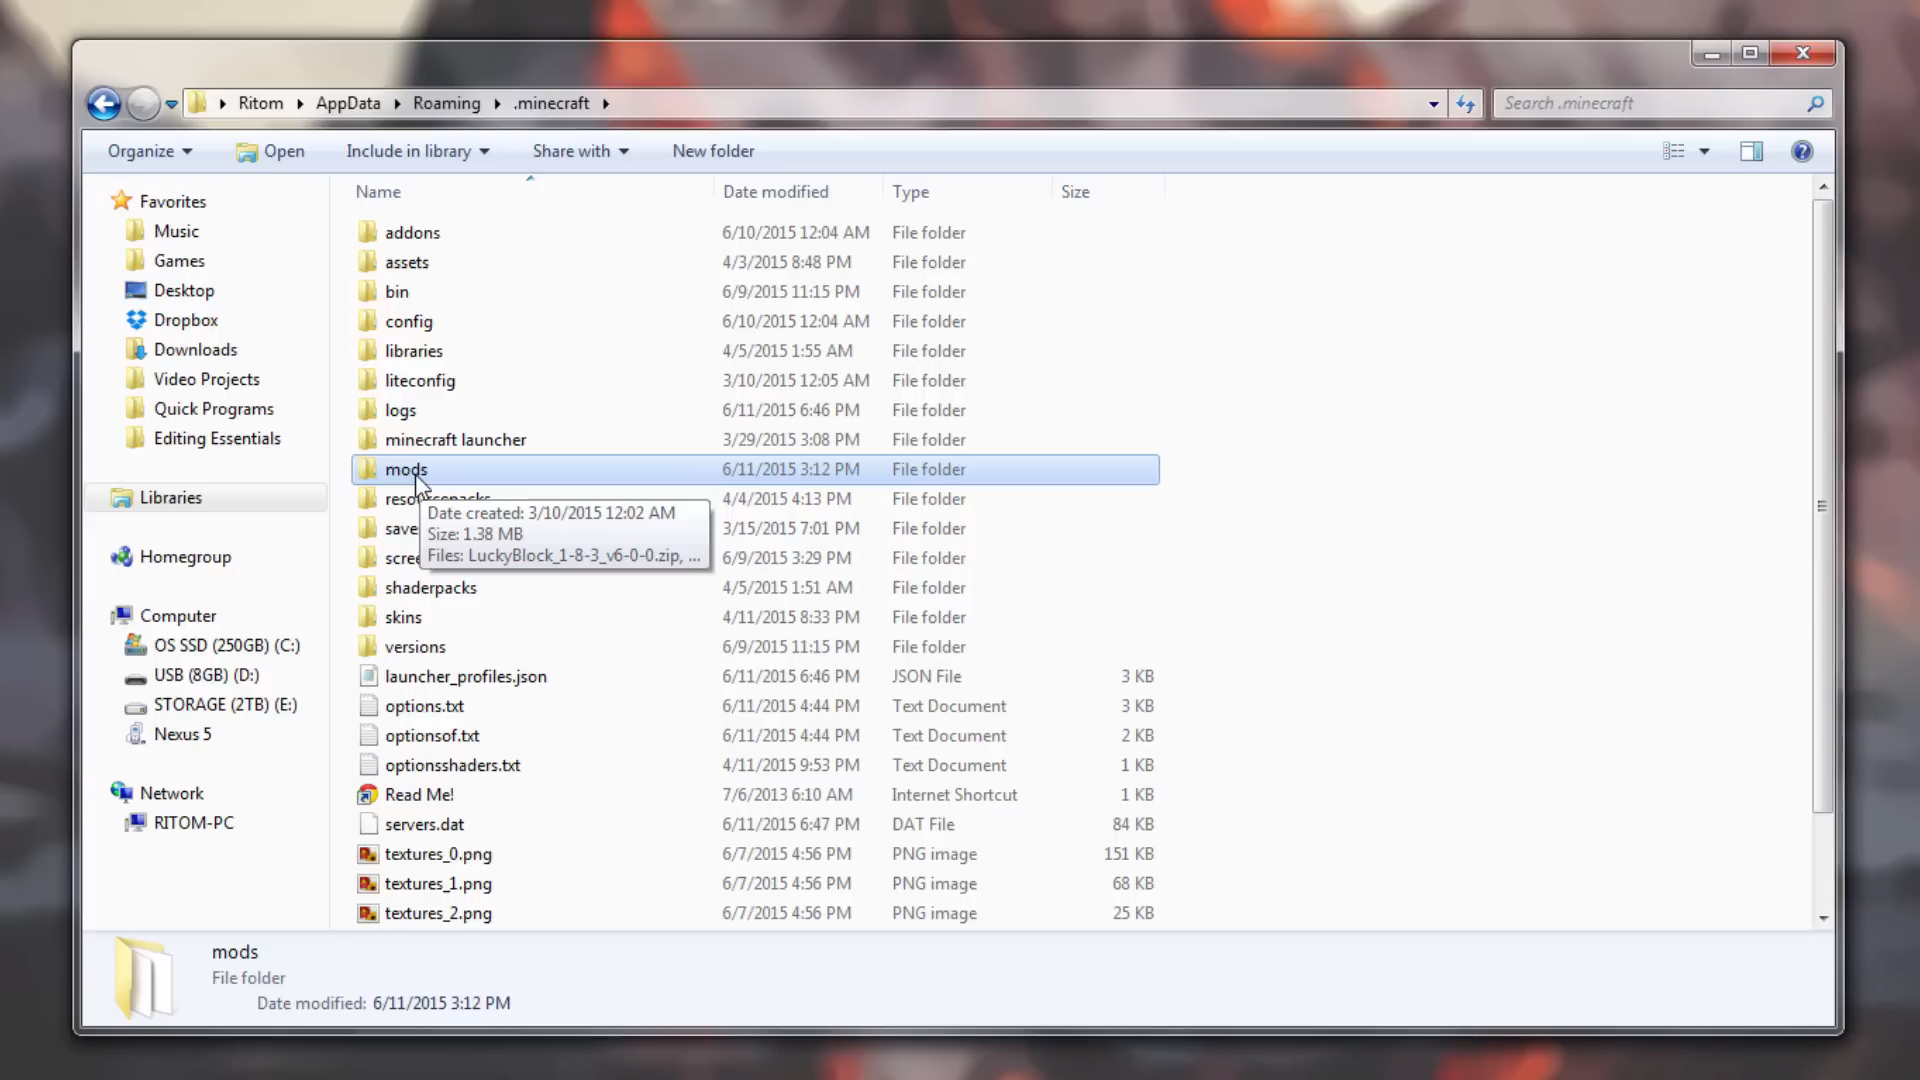 Ritom AppData Roaming .minecraft
Search .minecraft
Organize Open Include in library Share with New folder
Name Date modified Type Size
Favorites
Music
Games
Desktop
Dropbox
Downloads
Video Projects
Quick Programs
Editing Essentials
Libraries
Homegroup
Computer
OS SSD (250GB) (C:)
USB (8GB) (D:)
STORAGE (2TB) (E:)
Nexus 5
Network
RITOM-PC
addons 6/10/2015 12:04 AM File folder
assets 4/3/2015 8:48 PM File folder
bin 6/9/2015 11:15 PM File folder
config 6/10/2015 12:04 AM File folder
libraries 4/5/2015 1:55 AM File folder
liteconfig 3/10/2015 12:05 AM File folder
logs 6/11/2015 6:46 PM File folder
minecraft launcher 3/29/2015 3:08 PM File folder
mods 6/11/2015 3:12 PM File folder
resourcepacks 4/4/2015 4:13 PM File folder
save 3/15/2015 7:01 PM File folder
scree 6/9/2015 3:29 PM File folder
Date created: 3/10/2015 12:02 AM
Size: 1.38 MB
Files: LuckyBlock_1-8-3_v6-0-0.zip, ...
shaderpacks 4/5/2015 1:51 AM File folder
skins 4/11/2015 8:33 PM File folder
versions 6/9/2015 11:15 PM File folder
launcher_profiles.json 6/11/2015 6:46 PM JSON File 3 KB
options.txt 6/11/2015 4:44 PM Text Document 3 KB
optionsof.txt 6/11/2015 4:44 PM Text Document 2 KB
optionsshaders.txt 4/11/2015 9:53 PM Text Document 1 KB
Read Me! 7/6/2013 6:10 AM Internet Shortcut 1 KB
servers.dat 6/11/2015 6:47 PM DAT File 84 KB
textures_0.png 6/7/2015 4:56 PM PNG image 151 KB
textures_1.png 6/7/2015 4:56 PM PNG image 68 KB
textures_2.png 6/7/2015 4:56 PM PNG image 25 KB
mods
File folder
Date modified: 6/11/2015 3:12 PM